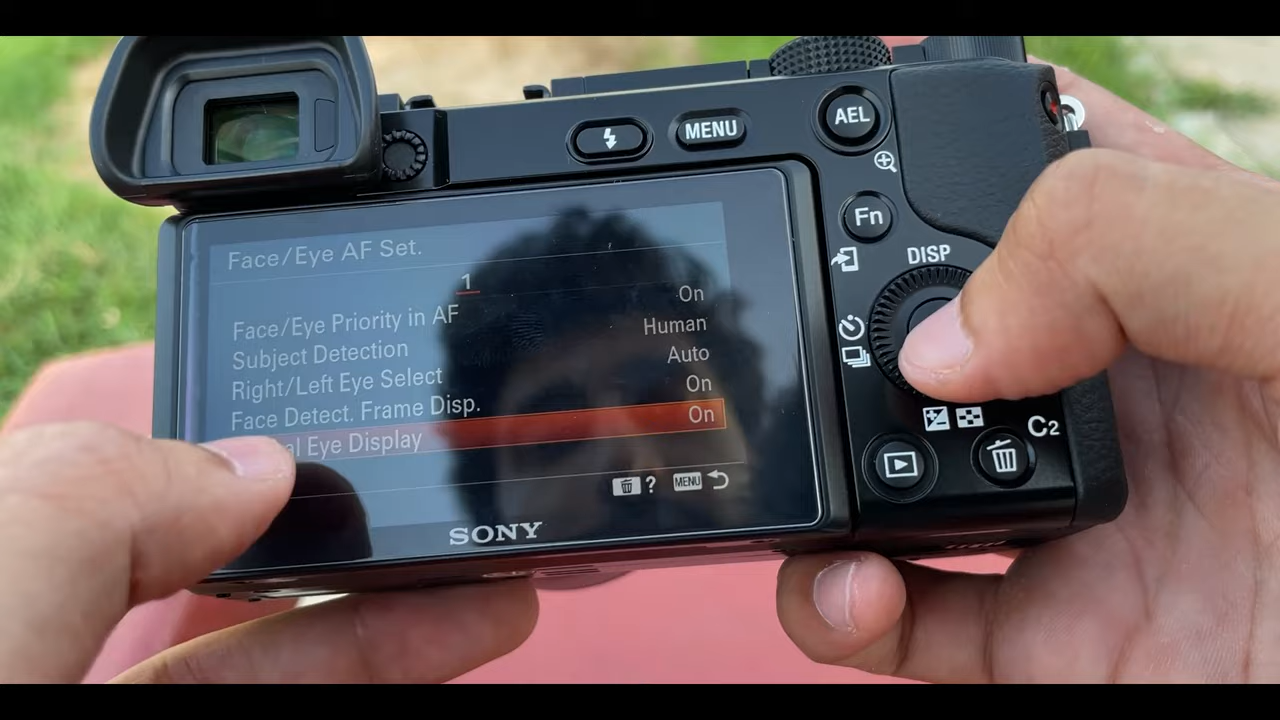 AEL
MENU
Fn
DISP
Face/Eye AF Set.
1
Face/Eye Priority in AF On
Subject Detection Human
Right/Left Eye Select Auto
Face Detect. Frame Disp. On
Eye Display On
? MENU
C2
SONY